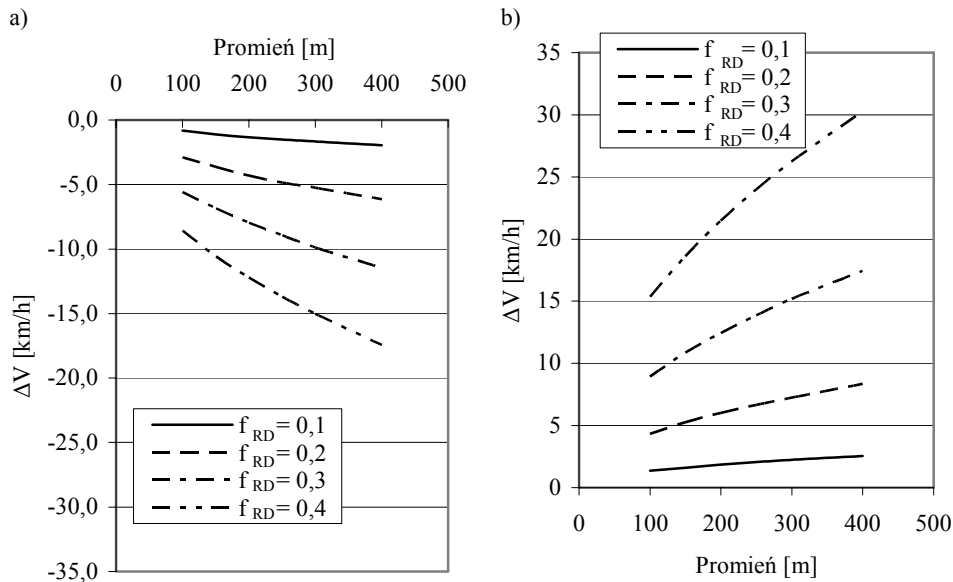 a)
Promień [m]
0 100 200 300 400 500
0,0
-5,0
-10,0
-15,0
-20,0
-25,0
-30,0
-35,0
ΔV [km/h]
f RD = 0,1
f RD = 0,2
f RD = 0,3
f RD = 0,4
b)
35
30
25
20
15
10
5
0
ΔV [km/h]
f RD = 0,1
f RD = 0,2
f RD = 0,3
f RD = 0,4
0 100 200 300 400 500
Promień [m]